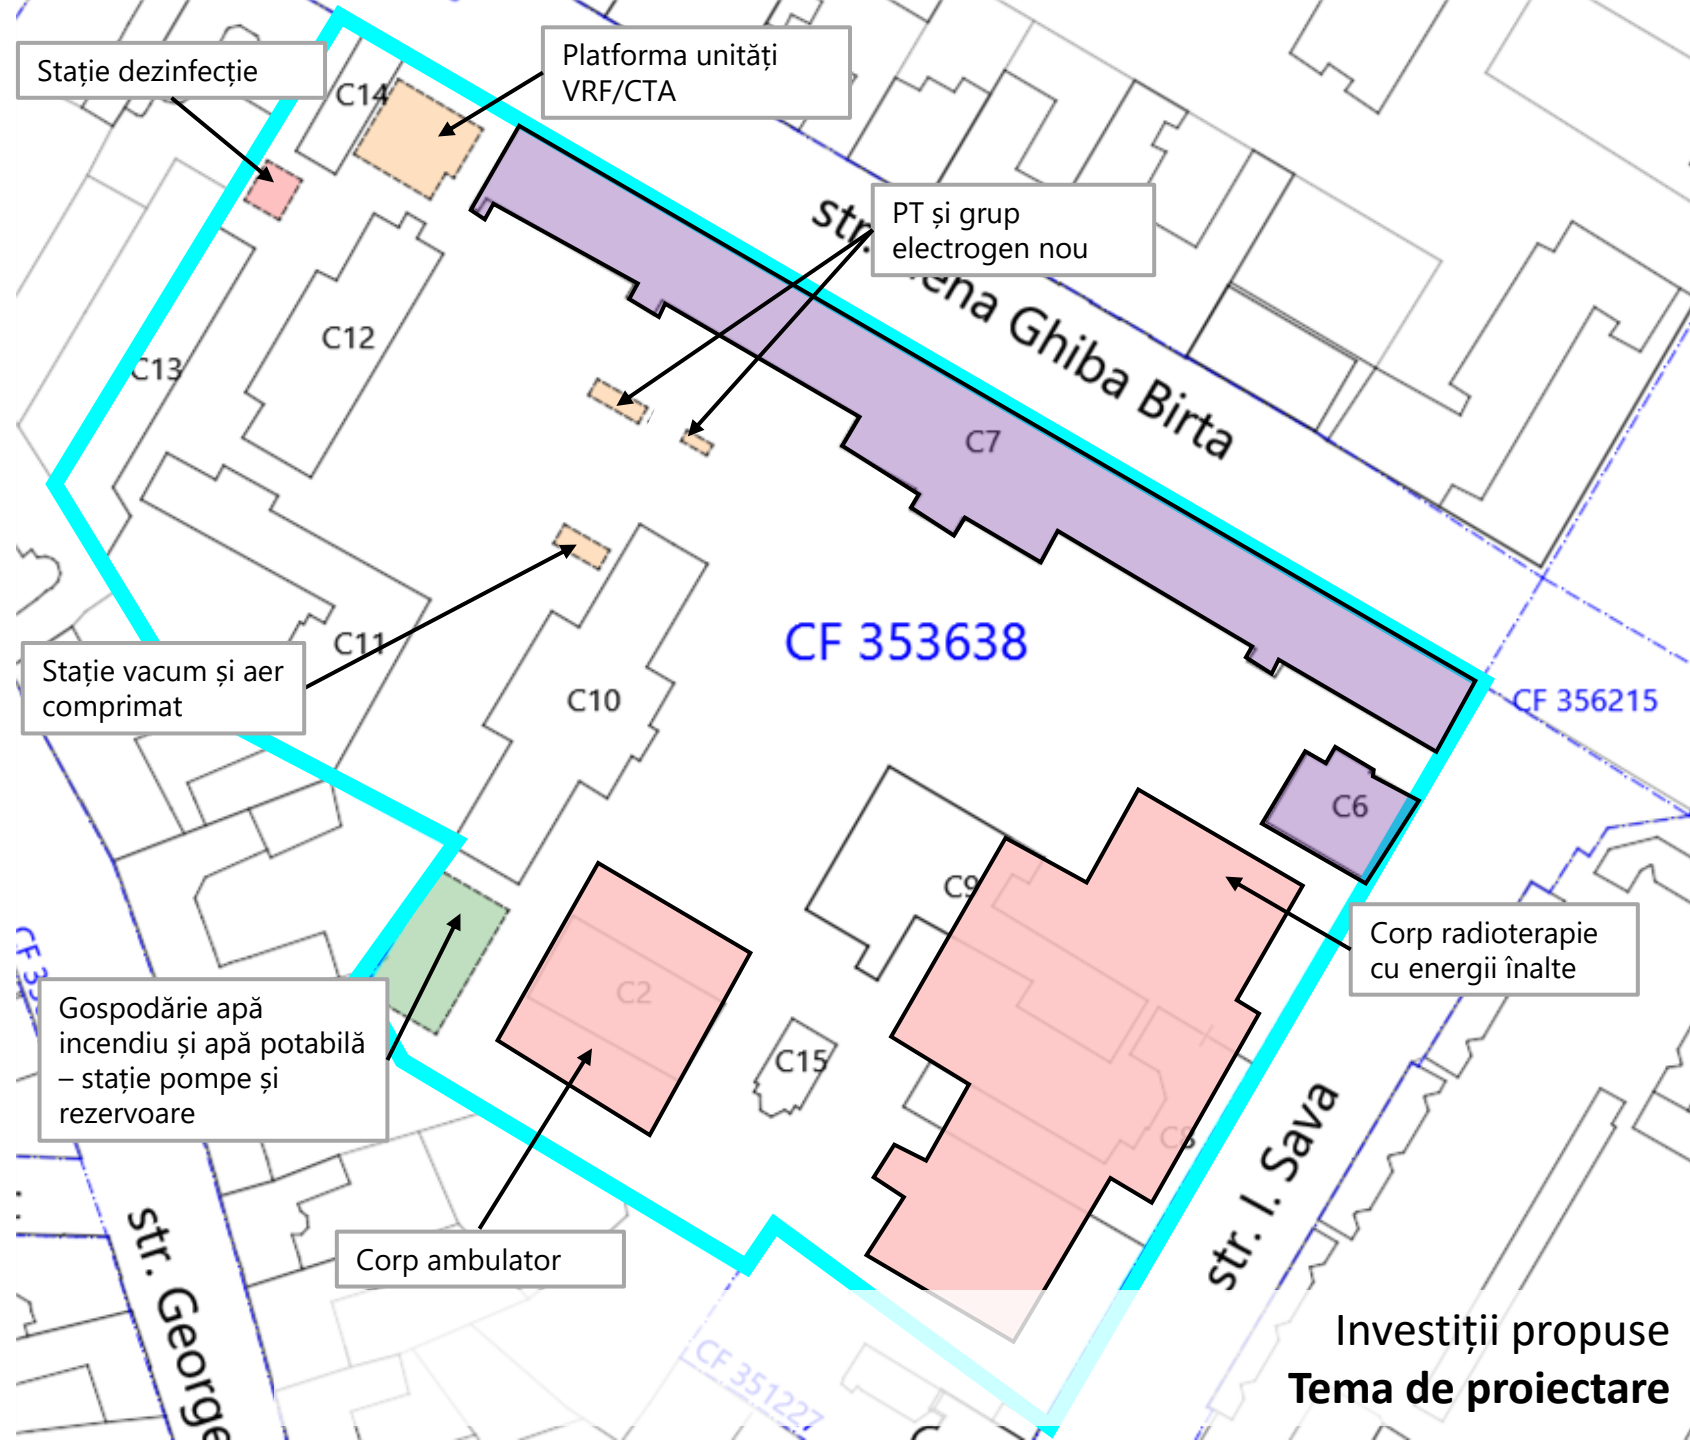 Stație dezinfecție
C14
Platforma unități
VRF/CTA
PT și grup
electrogen nou
str.
ena Ghiba Birta
C12
C13
C7
CF 353638
C11
Stație vacum și aer
comprimat
C10
CF 356215
C6
C9
Corp radioterapie
cu energii înalte
C2
Gospodărie apă
incendiu și apă potabilă
– stație pompe și
rezervoare
C15
C8
str. I. Sava
Corp ambulator
str. George
CF 351227
Investiții propuse
Tema de proiectare